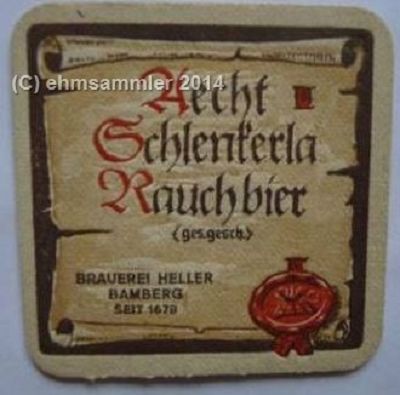 (C) ehmsammler 2014
Aecht
Schlenkerla
Rauchbier
(ges.gesch.)
BRAUEREI HELLER
BAMBERG
SEIT 1678